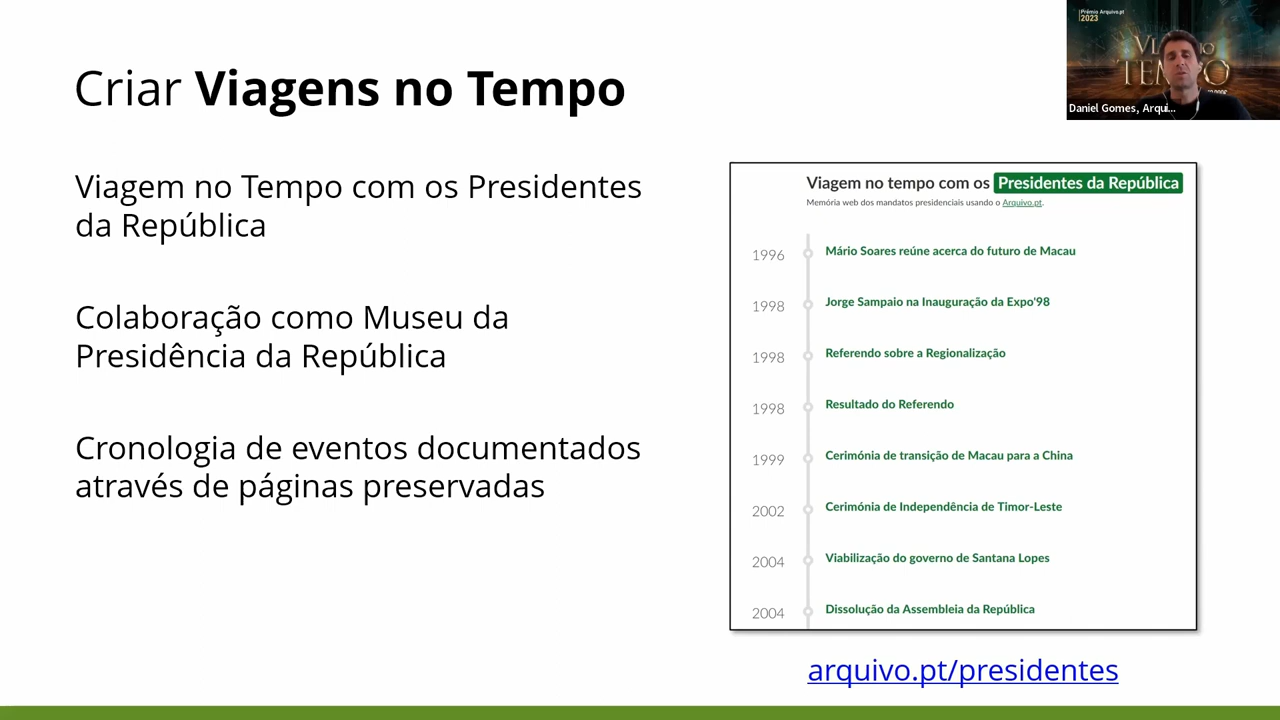 Criar Viagens no Tempo
Viagem no Tempo com os Presidentes
da República
Colaboração como Museu da
Presidência da República
Cronologia de eventos documentados
através de páginas preservadas
Prémio Arquivo.pt
2023
TEMPO
Daniel Gomes, Arqui...
Viagem no tempo com os Presidentes da República
Memória web dos mandatos presidenciais usando o Arquivo.pt.
1996 Mário Soares reúne acerca do futuro de Macau
1998 Jorge Sampaio na Inauguração da Expo'98
1998 Referendo sobre a Regionalização
1998 Resultado do Referendo
1999 Cerimónia de transição de Macau para a China
2002 Cerimónia de Independência de Timor-Leste
2004 Viabilização do governo de Santana Lopes
2004 Dissolução da Assembleia da República
arquivo.pt/presidentes